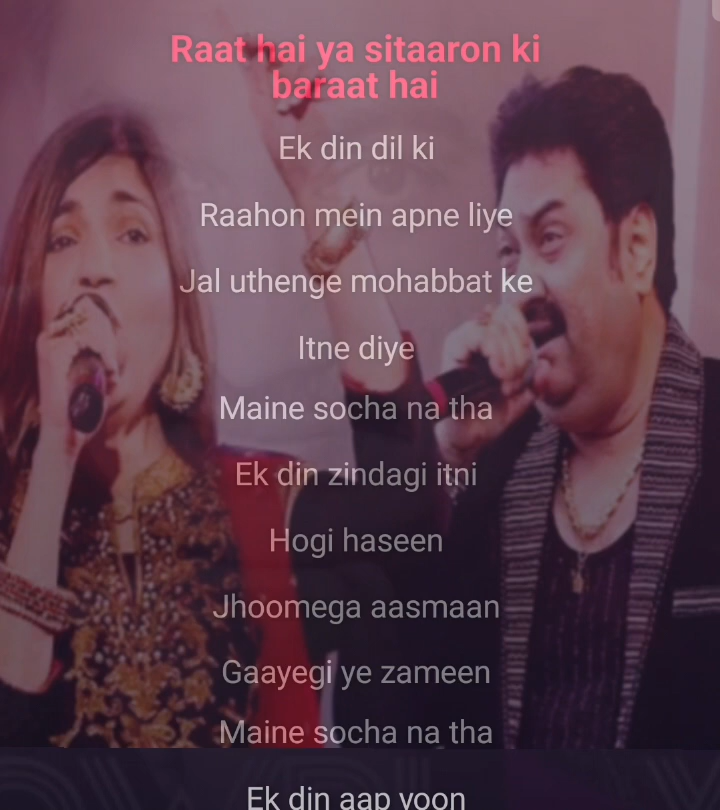 Raat hai ya sitaaron ki
baraat hai
Ek din dil ki
Raahon mein apne liye
Jal uthenge mohabbat ke
Itne diye
Maine socha na tha
Ek din zindagi itni
Hogi haseen
Jhoomega aasmaan
Gaayegi ye zameen
Maine socha na tha
Ek din aap yoon